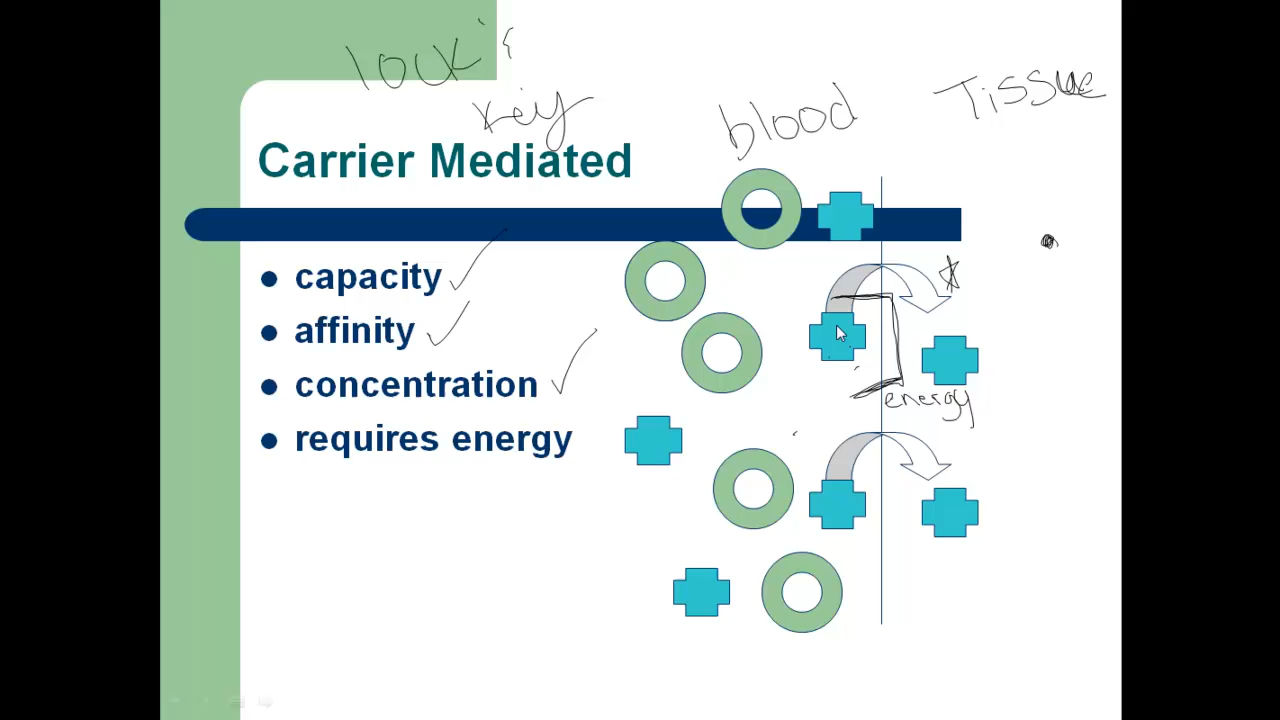 lock &
key
blood
Tissue
Carrier Mediated
capacity
affinity
concentration
requires energy
energy